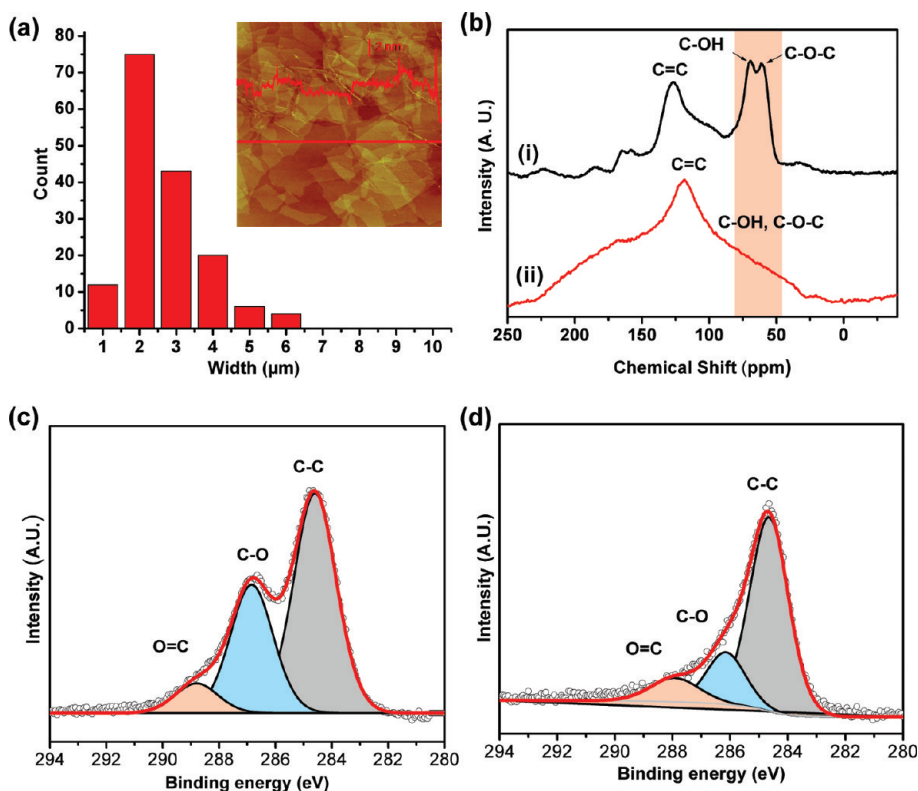 (a)
80
70
60
50
40
30
20
10
0
Count
1 2 3 4 5 6 7 8 9 10
Width (µm)
2 nm
(b)
C-OH
C-O-C
C=C
(i)
C=C
C-OH, C-O-C
(ii)
Intensity (A. U.)
250 200 150 100 50 0
Chemical Shift (ppm)
(c)
C-C
C-O
O=C
Intensity (A.U.)
294 292 290 288 286 284 282 280
Binding energy (eV)
(d)
C-C
C-O
O=C
Intensity (A.U.)
294 292 290 288 286 284 282 280
Binding energy (eV)